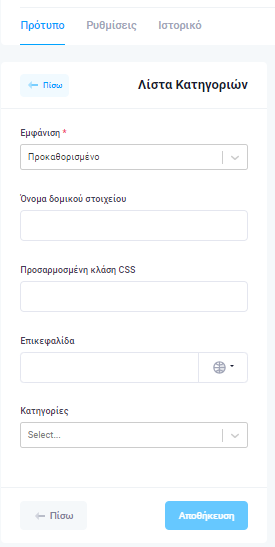 Πρότυπο Ρυθμίσεις Ιστορικό
Πίσω Λίστα Κατηγοριών
Εμφάνιση *
Προκαθορισμένο
Όνομα δομικού στοιχείου
Προσαρμοσμένη κλάση CSS
Επικεφαλίδα
Κατηγορίες
Select...
Πίσω Αποθήκευση